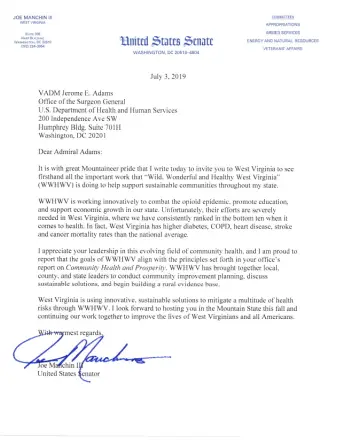 JOE MANCHIN III
WEST VIRGINIA
COMMITTEES
APPROPRIATIONS
ARMED SERVICES
ENERGY AND NATURAL RESOURCES
VETERANS' AFFAIRS
United States Senate
WASHINGTON, DC 20510-4804
July 3, 2019
VADM Jerome E. Adams
Office of the Surgeon General
U.S. Department of Health and Human Services
200 Independence Ave SW
Humphrey Bldg. Suite 701H
Washington, DC 20201
Dear Admiral Adams:
It is with great Mountaineer pride that I write today to invite you to West Virginia to see
firsthand all the important work that “Wild, Wonderful and Healthy West Virginia”
(WWHWV) is doing to help support sustainable communities throughout my state.
WWHWV is working innovatively to combat the opioid epidemic, promote education,
and support economic growth in our state. Unfortunately, their efforts are severely
needed in West Virginia, where we have consistently ranked in the bottom ten when it
comes to health. In fact, West Virginia has higher diabetes, COPD, heart disease, stroke
and cancer mortality rates than the national average.
I appreciate your leadership in this evolving field of community health, and I am proud to
report that the goals of WWHWV align with the principles set forth in your office’s
report on Community Health and Prosperity. WWHWV has brought together local,
county, and state leaders to conduct community improvement planning, discuss
sustainable solutions, and begin building a rural evidence base.
West Virginia is using innovative, sustainable solutions to mitigate a multitude of health
risks through WWHWV. I look forward to hosting you in the Mountain State this fall and
continuing our work together to improve the lives of West Virginians and all Americans.
With warmest regards,
Joe Manchin
Joe Manchin III
United States Senator